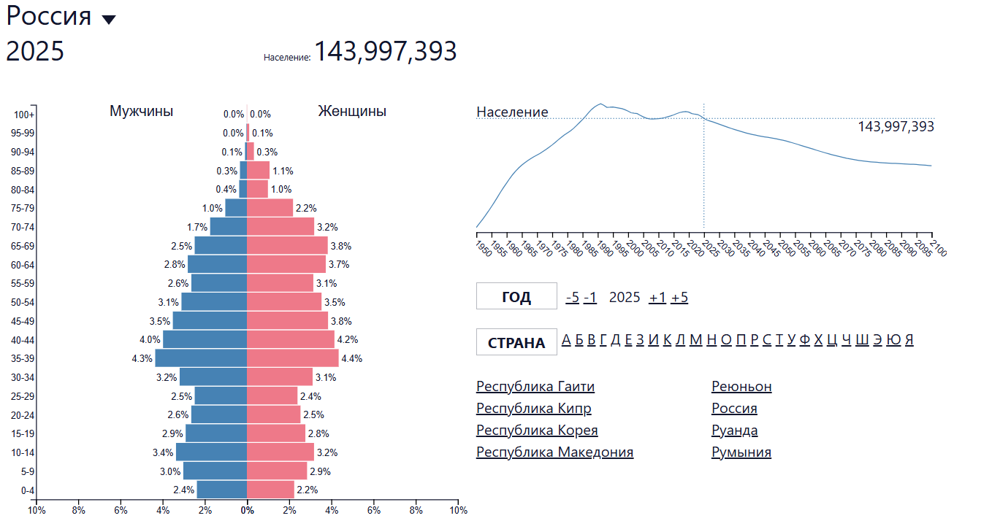 Россия
2025
Население: 143,997,393
Мужчины
Женщины
100+ 0.0% 0.0%
95-99 0.0% 0.1%
90-94 0.1% 0.3%
85-89 0.3% 1.1%
80-84 0.4% 1.0%
75-79 1.0% 2.2%
70-74 1.7% 3.2%
65-69 2.5% 3.8%
60-64 2.8% 3.7%
55-59 2.6% 3.1%
50-54 3.1% 3.5%
45-49 3.5% 3.8%
40-44 4.0% 4.2%
35-39 4.3% 4.4%
30-34 3.2% 3.1%
25-29 2.5% 2.4%
20-24 2.6% 2.5%
15-19 2.9% 2.8%
10-14 3.4% 3.2%
5-9 3.0% 2.9%
0-4 2.4% 2.2%
10% 8% 6% 4% 2% 0% 2% 4% 6% 8% 10%
Население
143,997,393
1950 1955 1960 1965 1970 1975 1980 1985 1990 1995 2000 2005 2010 2015 2020 2025 2030 2035 2040 2045 2050 2055 2060 2065 2070 2075 2080 2085 2090 2095 2100
ГОД -5 -1 2025 +1 +5
СТРАНА А Б В Г Д Е З И К Л М Н О П Р С Т У Ф Х Ц Ч Ш Э Ю Я
Республика Гаити Реюньон
Республика Кипр Россия
Республика Корея Руанда
Республика Македония Румыния